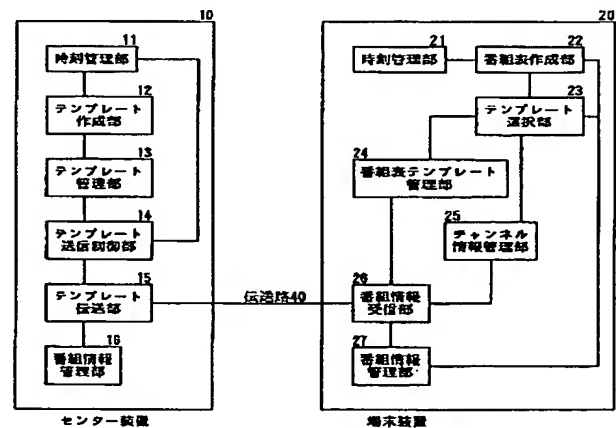 10
11
時刻管理部
12
テンプレート
作成部
13
テンプレート
管理部
14
テンプレート
送信制御部
15
テンプレート
伝送部
16
番組情報
管理部
センター装置
伝送路40
20
21
時刻管理部
22
番組表作成部
23
テンプレート
選択部
24
番組表テンプレート
管理部
25
チャンネル
情報管理部
26
番組情報
受信部
27
番組情報
管理部
端末装置